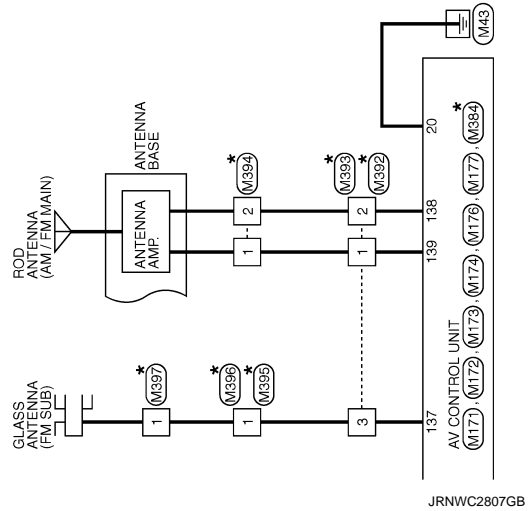 GLASS
ANTENNA
(FM SUB)
ROD
ANTENNA
(AM / FM MAIN)
ANTENNA
BASE
ANTENNA
AMP.
1
*
M397
1
2
*
M394
1
*
M396
*
M395
3
1
2
*
M393
*
M392
137
139
138
20
M43
AV CONTROL UNIT
M171 , M172 , M173 , M174 , M176 , M177 , M384 *
JRNWC2807GB